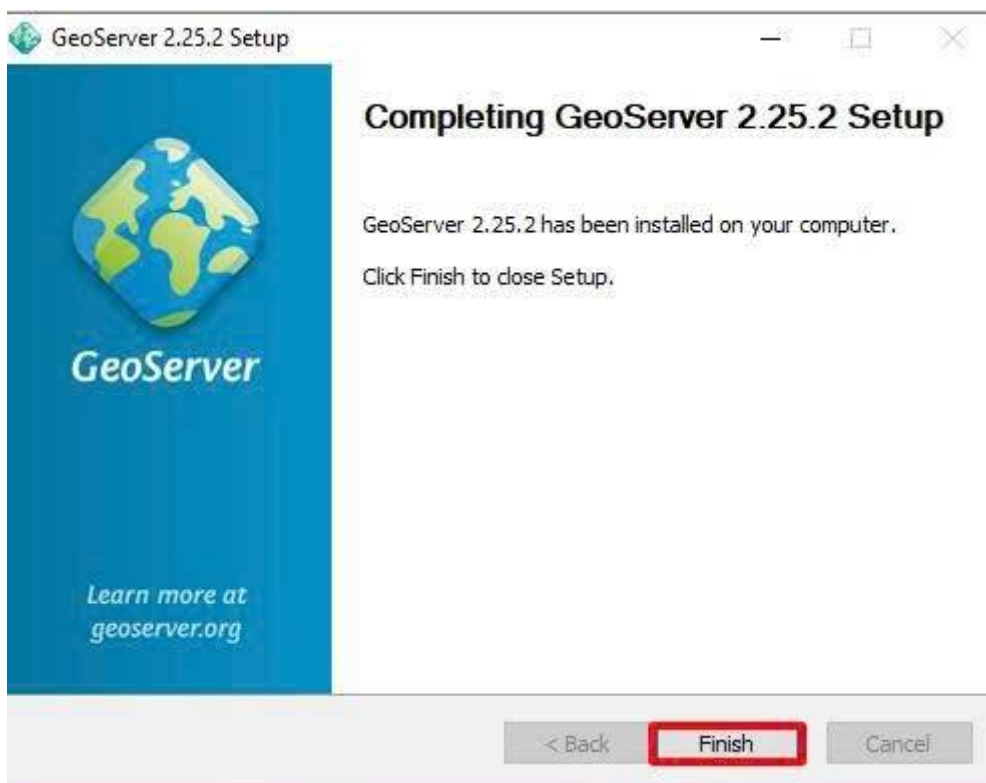 GeoServer 2.25.2 Setup
Completing GeoServer 2.25.2 Setup
GeoServer 2.25.2 has been installed on your computer.
Click Finish to close Setup.
GeoServer
Learn more at
geoserver.org
< Back Finish Cancel